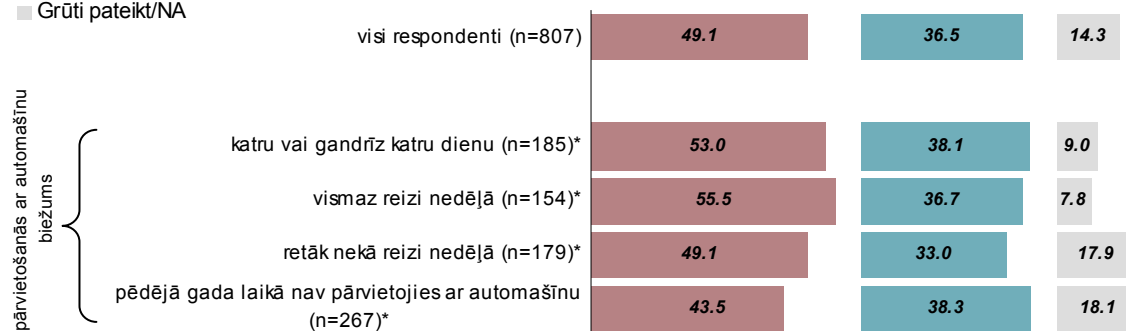 Grūti pateikt/NA
visi respondenti (n=807)
49.1
36.5
14.3
pārvietošanās ar automašīnu
biežums
katru vai gandrīz katru dienu (n=185)*
53.0
38.1
9.0
vismaz reizi nedēļā (n=154)*
55.5
36.7
7.8
retāk nekā reizi nedēļā (n=179)*
49.1
33.0
17.9
pēdējā gada laikā nav pārvietojies ar automašīnu
(n=267)*
43.5
38.3
18.1